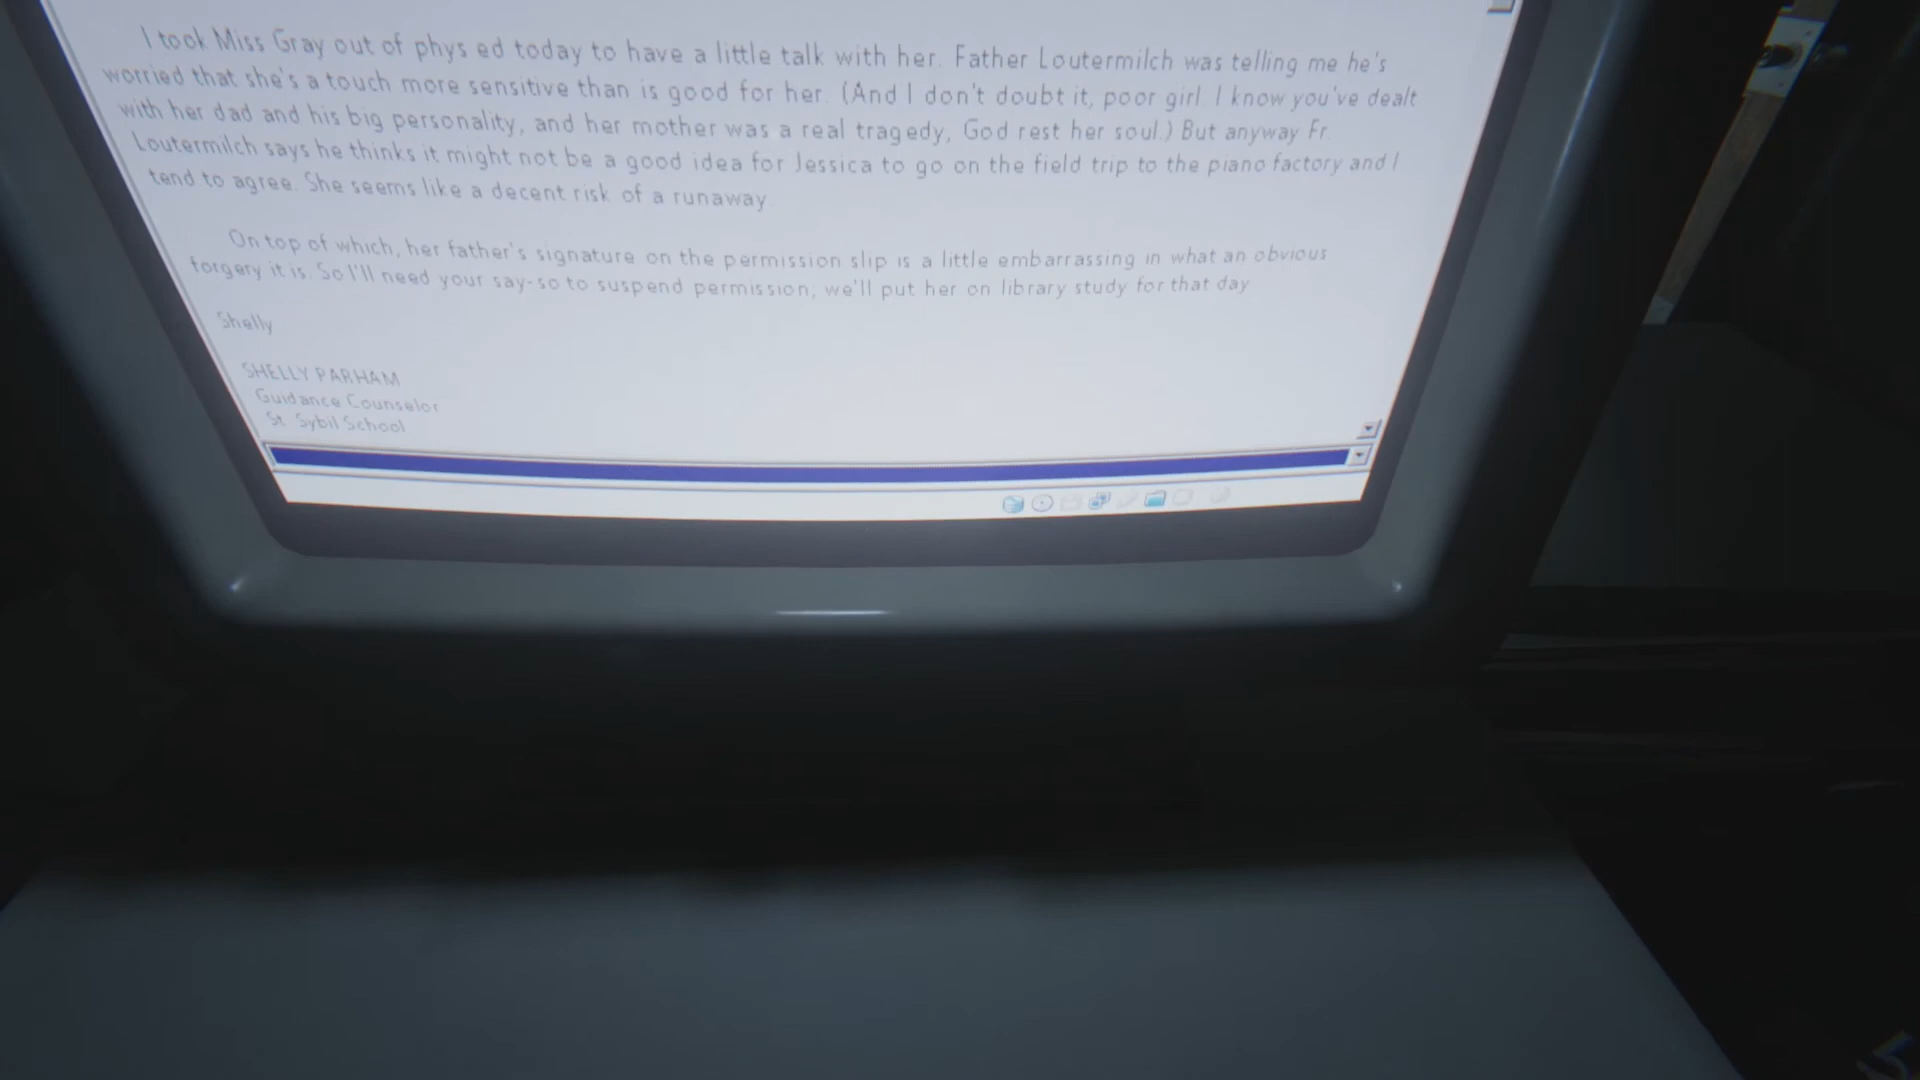 I took Miss Gray out of phys ed today to have a little talk with her. Father Loutermilch was telling me he's
worried that she's a touch more sensitive than is good for her. (And I don't doubt it, poor girl. I know you've dealt
with her dad and his big personality, and her mother was a real tragedy, God rest her soul.) But anyway Fr.
Loutermilch says he thinks it might not be a good idea for Jessica to go on the field trip to the piano factory and I
tend to agree. She seems like a decent risk of a runaway.
On top of which, her father's signature on the permission slip is a little embarrassing in what an obvious
forgery it is. So I'll need your say-so to suspend permission; we'll put her on library study for that day
Shelly
SHELLY PARHAM
Guidance Counselor
St. Sybil School